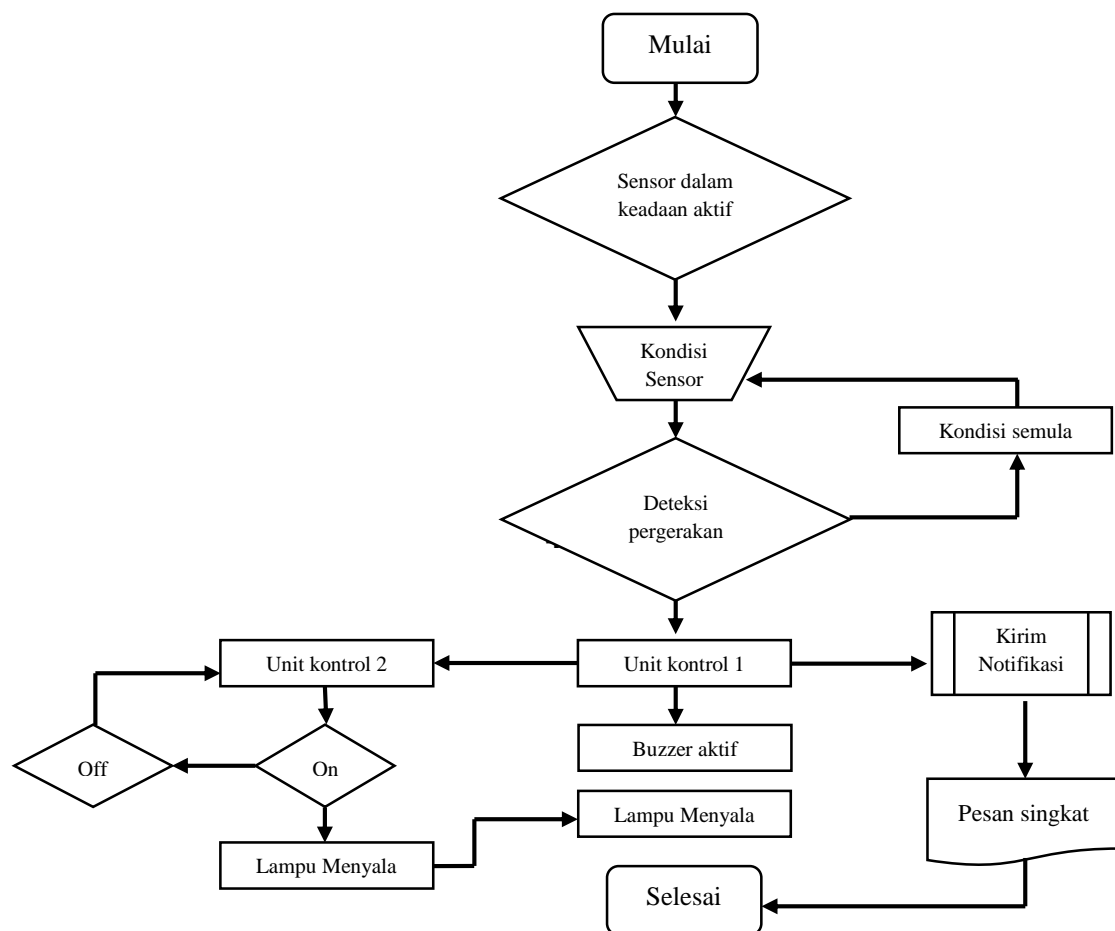 Mulai
Sensor dalam
keadaan aktif
Kondisi
Sensor
Kondisi semula
Deteksi
pergerakan
Unit kontrol 2
Unit kontrol 1
Kirim
Notifikasi
Off
On
Buzzer aktif
Lampu Menyala
Pesan singkat
Lampu Menyala
Selesai